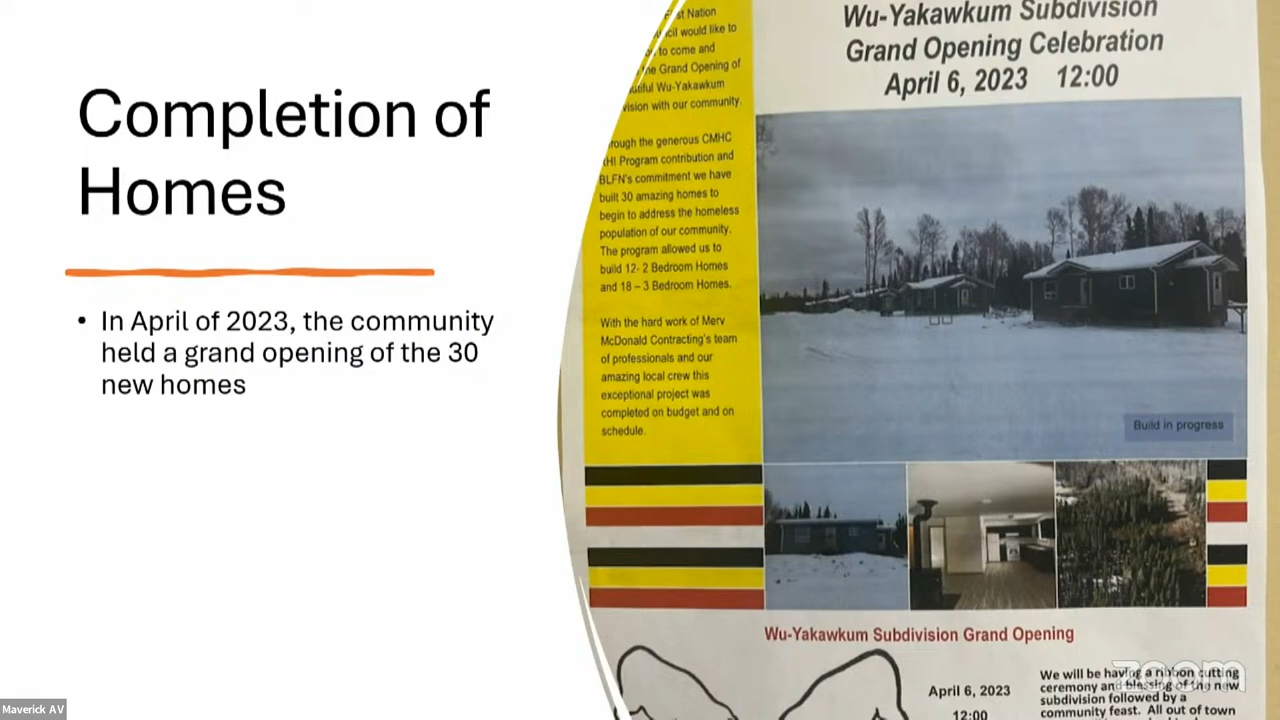 Completion of
Homes
• In April of 2023, the community
held a grand opening of the 30
new homes
Nation
would like to
to come and
the Grand Opening of
Wu-Yakawkum
with our community.
through the generous CMHC
Program contribution and
BLFN's commitment we have
built 30 amazing homes to
begin to address the homeless
population of our community.
The program allowed us to
build 12- 2 Bedroom Homes
and 18 – 3 Bedroom Homes.
With the hard work of Merv
McDonald Contracting's team
of professionals and our
amazing local crew this
exceptional project was
completed on budget and on
schedule.
Wu-Yakawkum Subdivision
Grand Opening Celebration
April 6, 2023 12:00
Build in progress
Wu-Yakawkum Subdivision Grand Opening
April 6, 2023
12:00
We will be having a ribbon cutting
ceremony and blessing of the new
subdivision followed by a
community feast. All out of town
zoom
Maverick AV